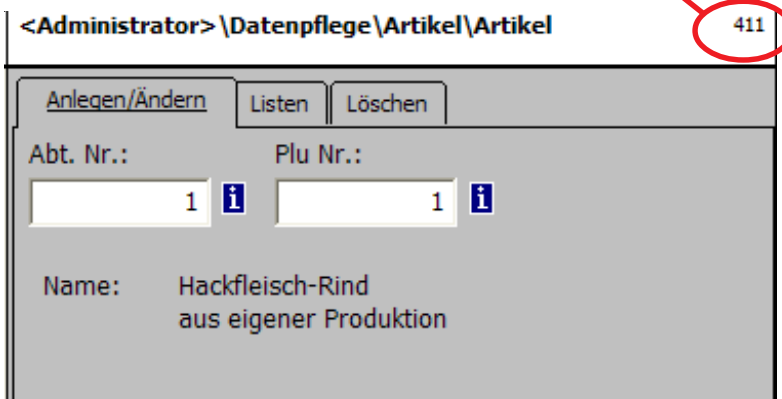 <Administrator>\Datenpflege\Artikel\Artikel 411
Anlegen/Ändern Listen Löschen
Abt. Nr.: Plu Nr.:
1 i 1 i
Name: Hackfleisch-Rind
aus eigener Produktion